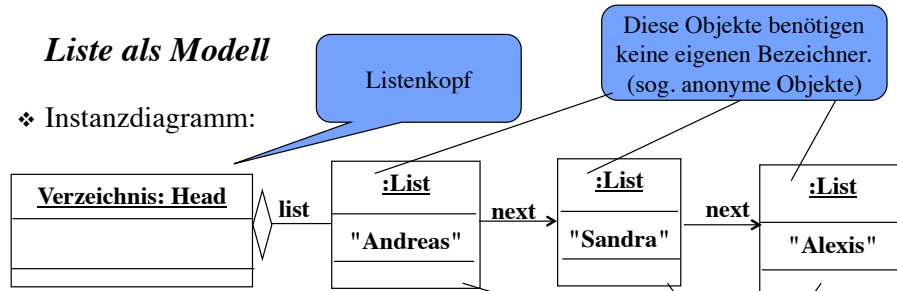 Liste als Modell
Listenkopf
Diese Objekte benötigen
keine eigenen Bezeichner.
(sog. anonyme Objekte)
❖ Instanzdiagramm:
Verzeichnis: Head
list
:List
"Andreas"
next
:List
"Sandra"
next
:List
"Alexis"